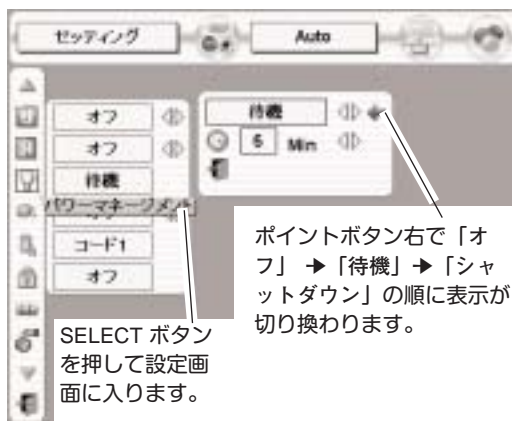 セッティング
Auto
オフ
オフ
待機
パワーマネージメント
コード1
オフ
待機
5 Min
ポイントボタン右で「オ
フ」➔「待機」➔「シャ
ットダウン」の順に表示が
切り換わります。
SELECT ボタン
を押して設定画
面に入ります。